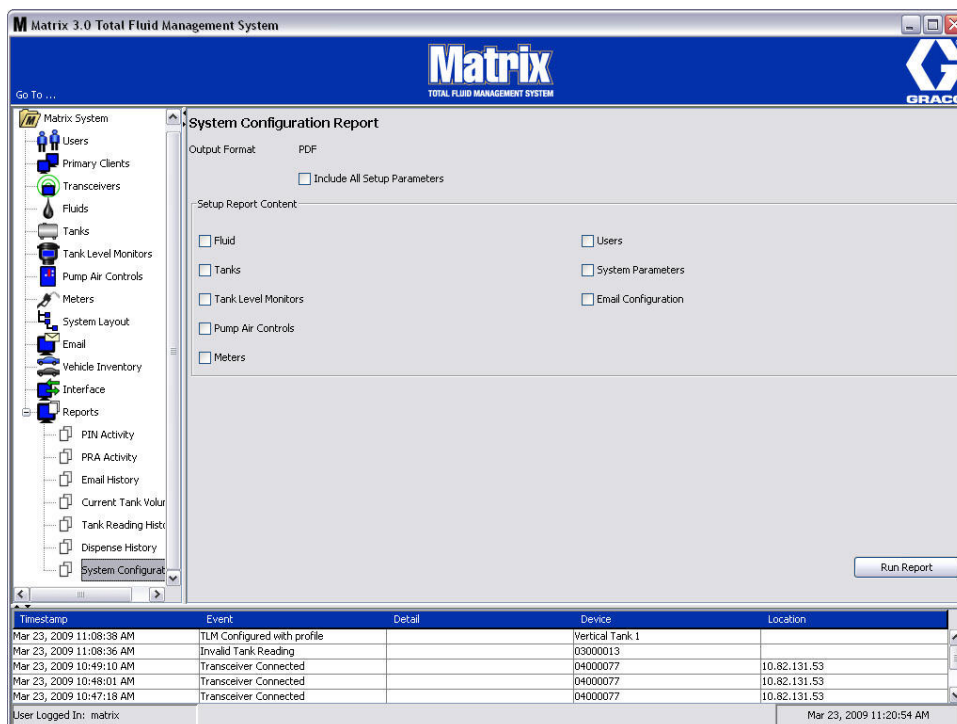 Matrix 3.0 Total Fluid Management System
Matrix
TOTAL FLUID MANAGEMENT SYSTEM
GRACO
Go To ...
Matrix System
Users
Primary Clients
Transceivers
Fluids
Tanks
Tank Level Monitors
Pump Air Controls
Meters
System Layout
Email
Vehicle Inventory
Interface
Reports
PIN Activity
PRA Activity
Email History
Current Tank Volur
Tank Reading Histo
Dispense History
System Configurat
System Configuration Report
Output Format PDF
Include All Setup Parameters
Setup Report Content
Fluid Users
Tanks System Parameters
Tank Level Monitors Email Configuration
Pump Air Controls
Meters
Run Report
Timestamp Event Detail Device Location
Mar 23, 2009 11:08:38 AM TLM Configured with profile Vertical Tank 1
Mar 23, 2009 11:08:36 AM Invalid Tank Reading 03000013
Mar 23, 2009 10:49:10 AM Transceiver Connected 04000077 10.82.131.53
Mar 23, 2009 10:48:01 AM Transceiver Connected 04000077 10.82.131.53
Mar 23, 2009 10:47:18 AM Transceiver Connected 04000077 10.82.131.53
User Logged In: matrix Mar 23, 2009 11:20:54 AM